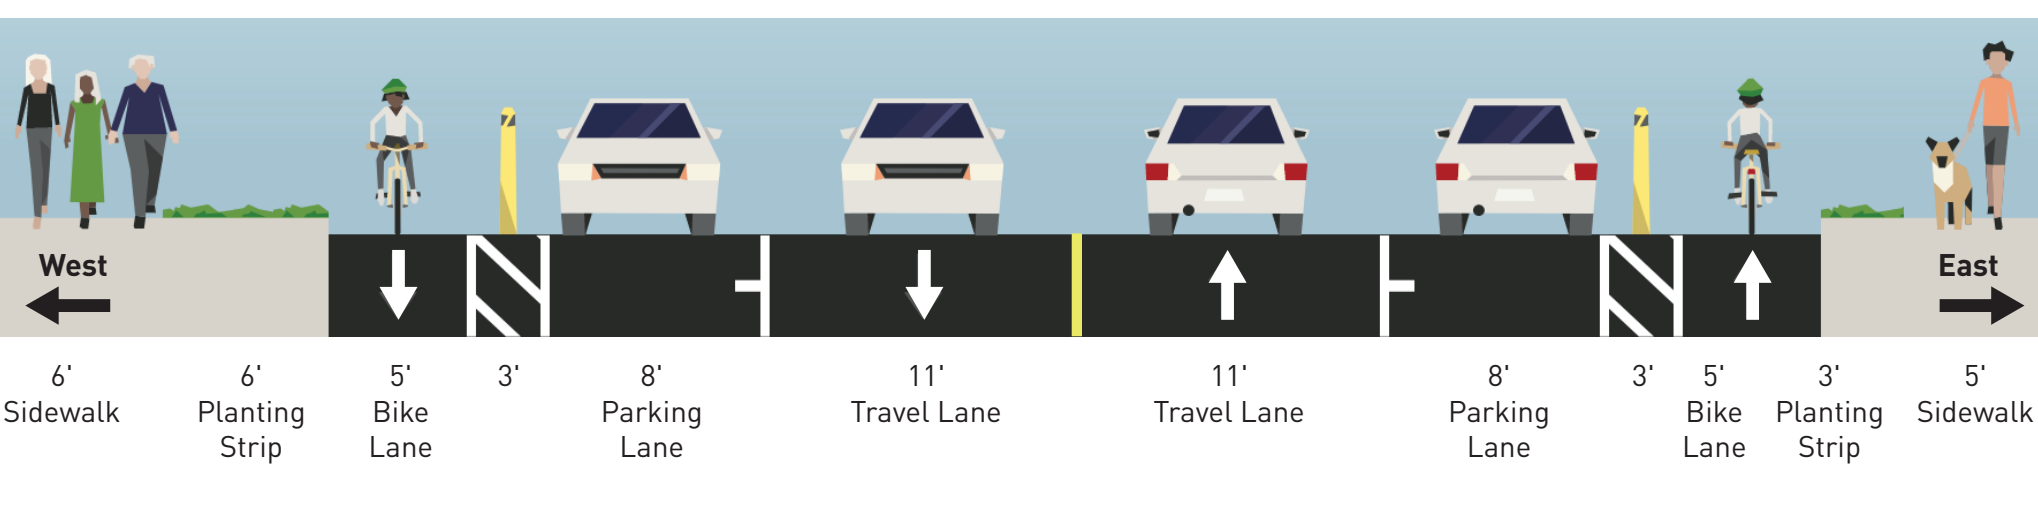 West
East
6' 6' 5' 3' 8' 11' 11' 8' 3' 5' 3' 5'
Sidewalk Planting Bike Parking Travel Lane Travel Lane Parking Bike Planting Sidewalk
Strip Lane Lane Lane Lane Strip